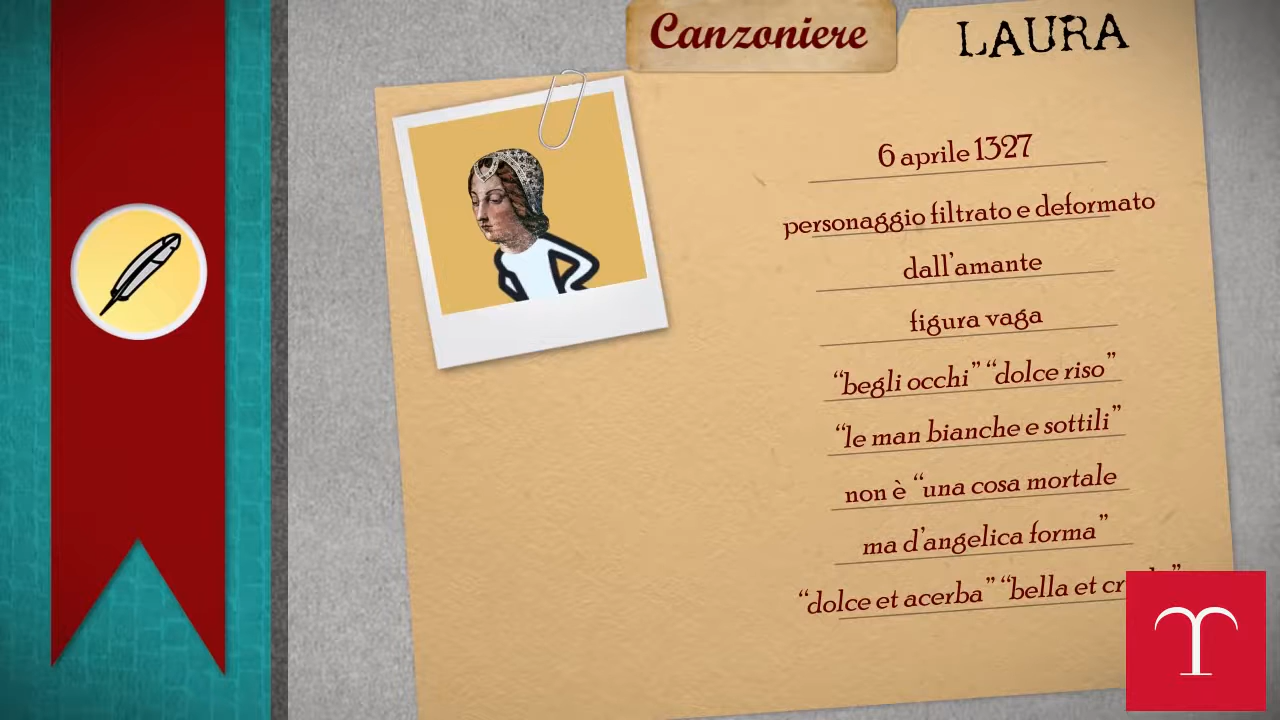 Canzoniere
LAURA
6 aprile 1327
personaggio filtrato e deformato
dall'amante
figura vaga
“begli occhi” “dolce riso”
“le man bianche e sottili”
non è “una cosa mortale
ma d'angelica forma”
“dolce et acerba” “bella et